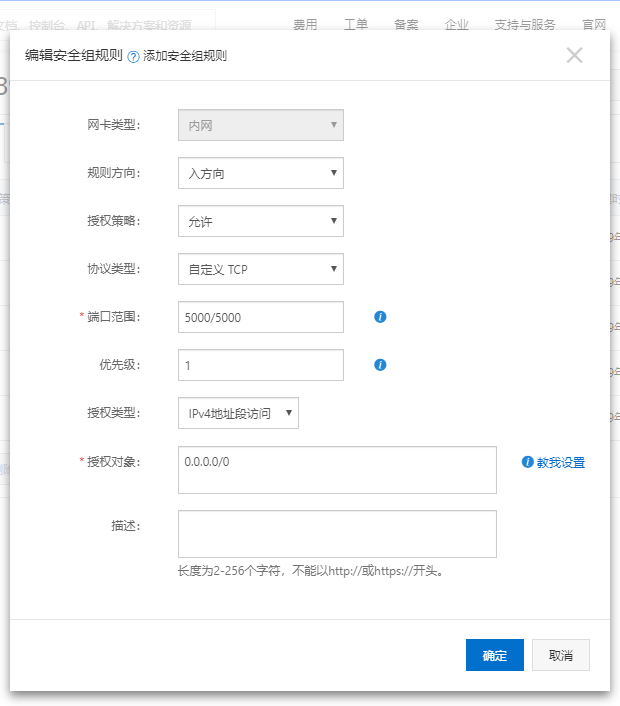 文档、控制台、API、解决方案和资源
费用 工单 备案 企业 支持与服务 官网
编辑安全组规则 添加安全组规则
网卡类型： 内网
规则方向： 入方向
授权策略： 允许
协议类型： 自定义 TCP
* 端口范围： 5000/5000
优先级： 1
授权类型： IPv4地址段访问
* 授权对象： 0.0.0.0/0 教我设置
描述：
长度为2-256个字符，不能以http://或https://开头。
确定 取消